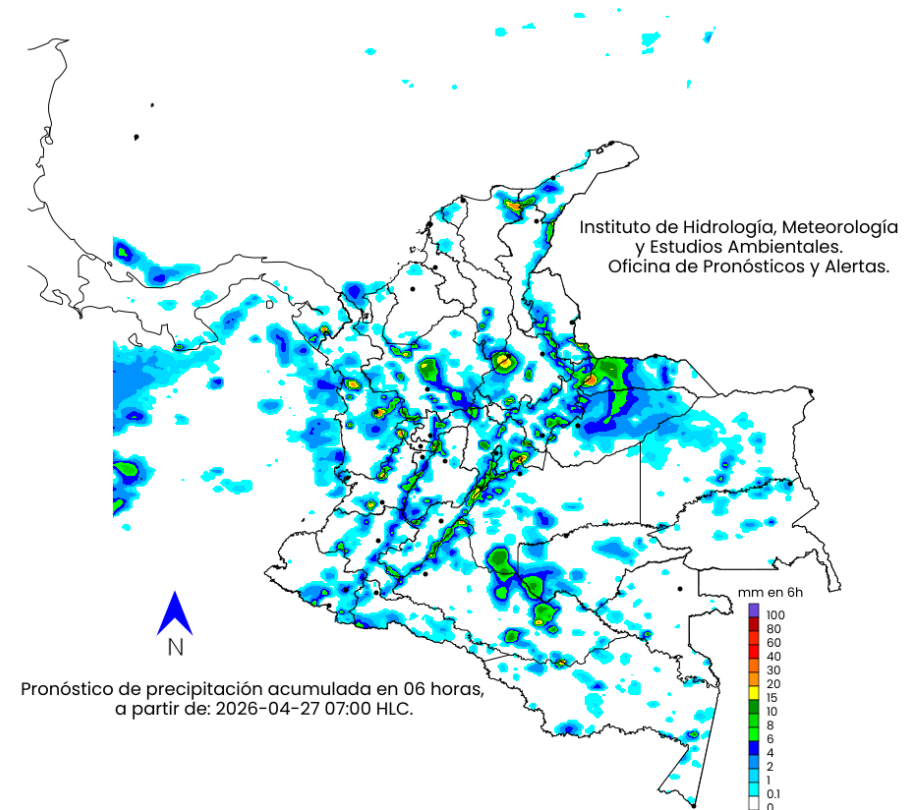 Instituto de Hidrología, Meteorología
y Estudios Ambientales.
Oficina de Pronósticos y Alertas.
mm en 6h
100
80
60
40
30
20
15
10
8
6
4
2
1
0.1
0
N
Pronóstico de precipitación acumulada en 06 horas,
a partir de: 2026-04-27 07:00 HLC.